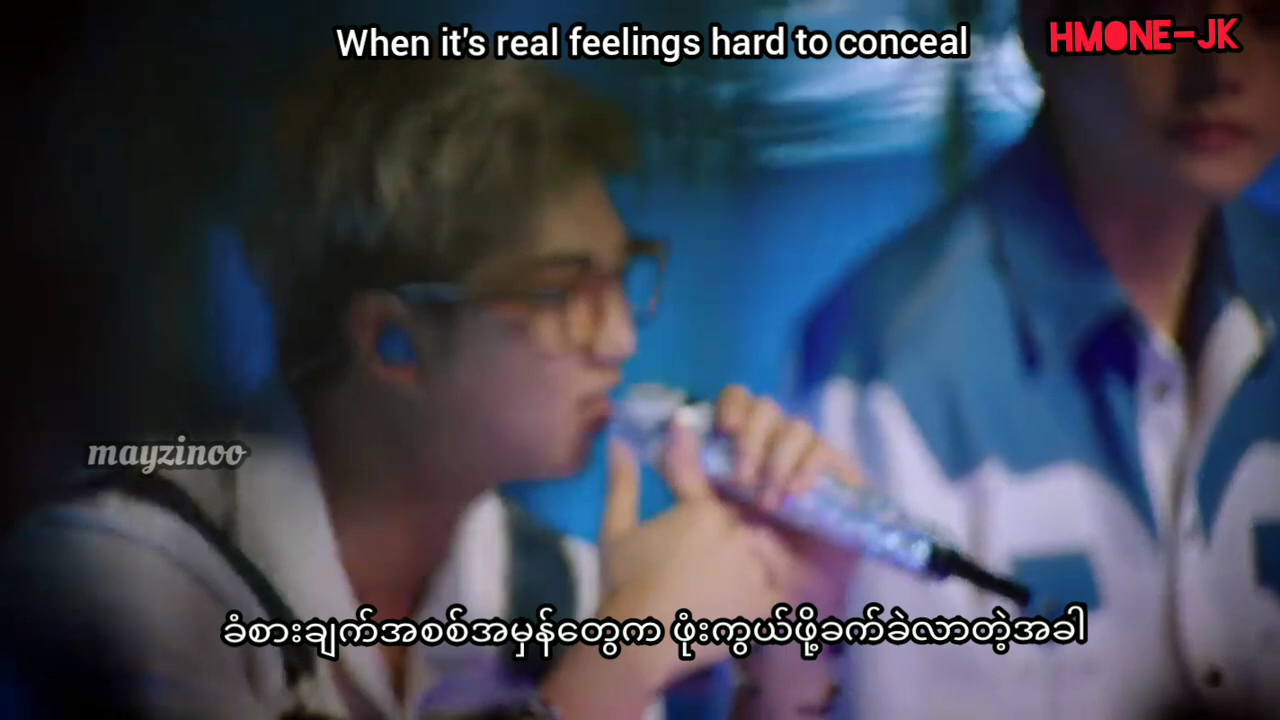 When it's real feelings hard to conceal
HMONE-JK
mayzinoo
ခံစားချက်အစစ်အမှန်တွေက ဖုံးကွယ်ဖို့ခက်ခဲလာတဲ့အခါ